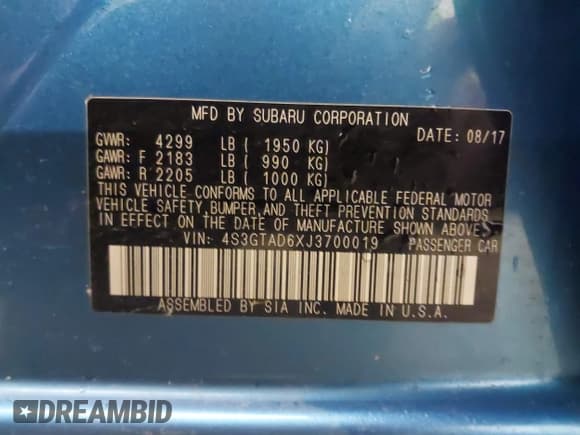 MFD BY SUBARU CORPORATION
DATE: 08/17
GVWR: 4299 LB ( 1950 KG)
GAWR: F 2183 LB ( 990 KG)
GAWR: R 2205 LB ( 1000 KG)
THIS VEHICLE CONFORMS TO ALL APPLICABLE FEDERAL MOTOR
VEHICLE SAFETY, BUMPER, AND THEFT PREVENTION STANDARDS
IN EFFECT ON THE DATE OF MANUFACTURE SHOWN ABOVE.
VIN: 4S3GTAD6XJ3700019 PASSENGER CAR
ASSEMBLED BY SIA INC. MADE IN U.S.A.
DREAMBID